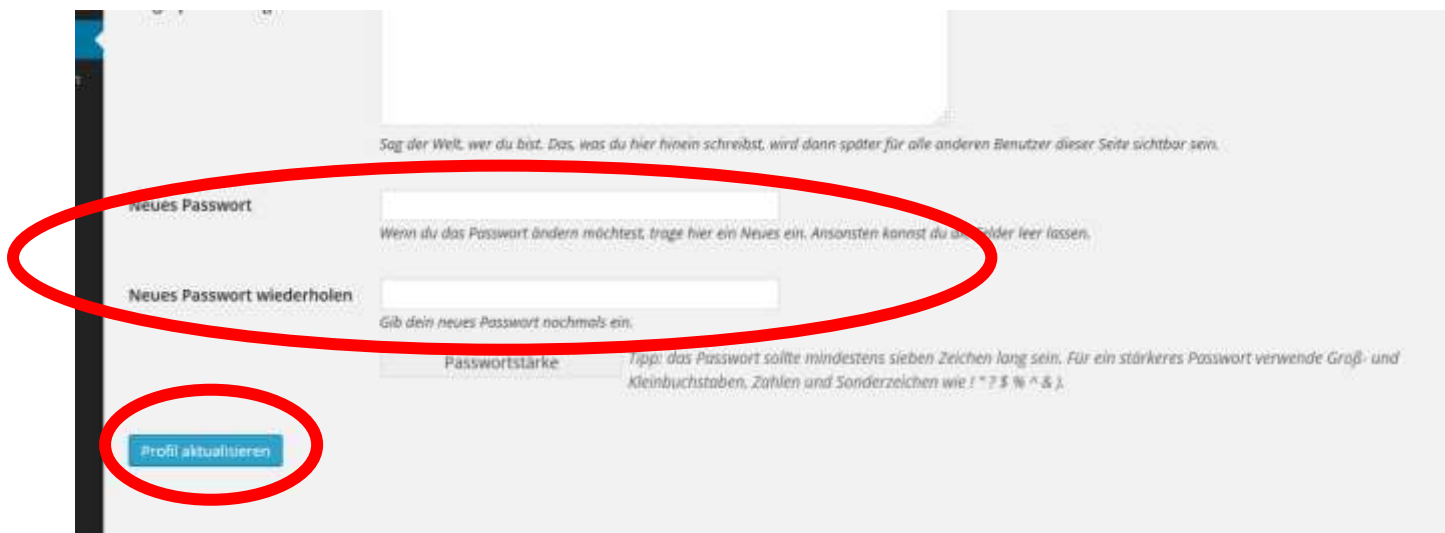 Sag der Welt, wer du bist. Das, was du hier hinein schreibst, wird dann später für alle anderen Benutzer dieser Seite sichtbar sein.
Neues Passwort
Wenn du das Passwort ändern möchtest, trage hier ein Neues ein. Ansonsten kannst du die Felder leer lassen.
Neues Passwort wiederholen
Gib dein neues Passwort nochmals ein.
Passwortstärke
Tipp: das Passwort sollte mindestens sieben Zeichen lang sein. Für ein stärkeres Passwort verwende Groß- und
Kleinbuchstaben, Zahlen und Sonderzeichen wie ! " ? $ % ^ & ).
Profil aktualisieren